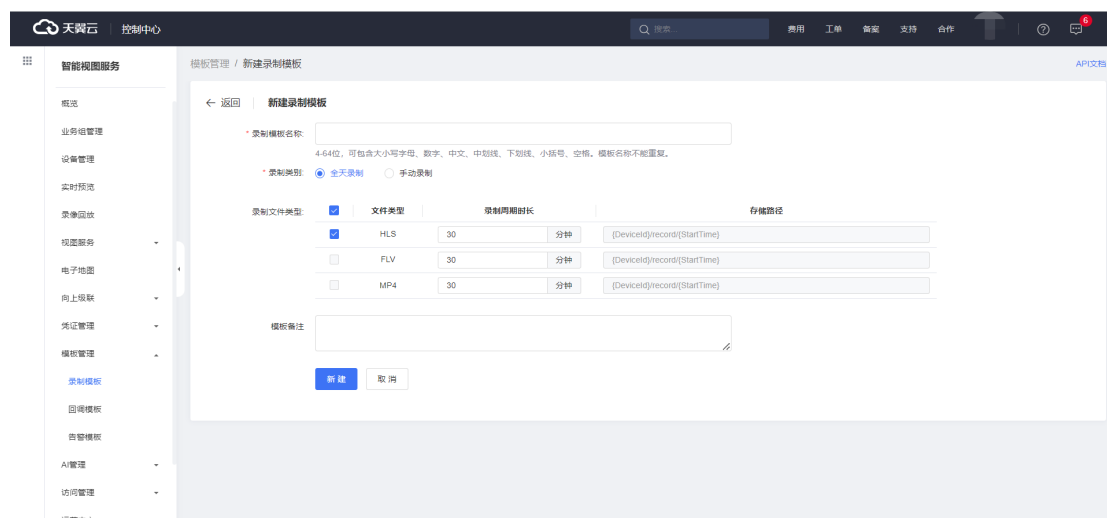 天翼云 控制中心 搜索... 费用 工单 备案 支持 合作 6
智能视图服务
模板管理 / 新建录制模板
API文档
概览
业务组管理
设备管理
实时预览
录像回放
视图服务
电子地图
向上级联
凭证管理
模板管理
录制模板
回调模板
告警模板
AI管理
访问管理
← 返回 新建录制模板
* 录制模板名称:
4-64位，可包含大小写字母、数字、中文、中划线、下划线、小括号、空格。模板名称不能重复。
* 录制类别: 全天录制 手动录制
录制文件类型: 文件类型 录制周期时长 存储路径
HLS 30 分钟 {DeviceId}/record/{StartTime}
FLV 30 分钟 {DeviceId}/record/{StartTime}
MP4 30 分钟 {DeviceId}/record/{StartTime}
模板备注
新建 取消